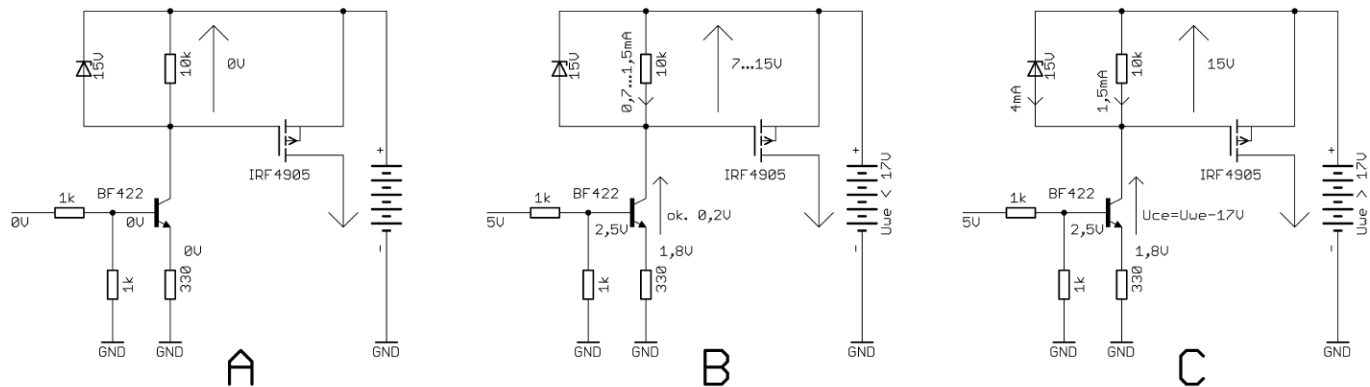 15V
10k
0V
IRF4905
+
-
1k
BF422
0V
0V
0V
1k
330
GND
GND
GND
A
15V
0,7...1,5mA
10k
7...15V
IRF4905
+
-
Uwe < 17V
1k
BF422
5V
2,5V
ok. 0,2V
1,8V
1k
330
GND
GND
GND
B
15V
4mA
1,5mA
10k
15V
IRF4905
+
-
Uwe > 17V
1k
BF422
5V
2,5V
Uce=Uwe-17V
1,8V
1k
330
GND
GND
GND
C